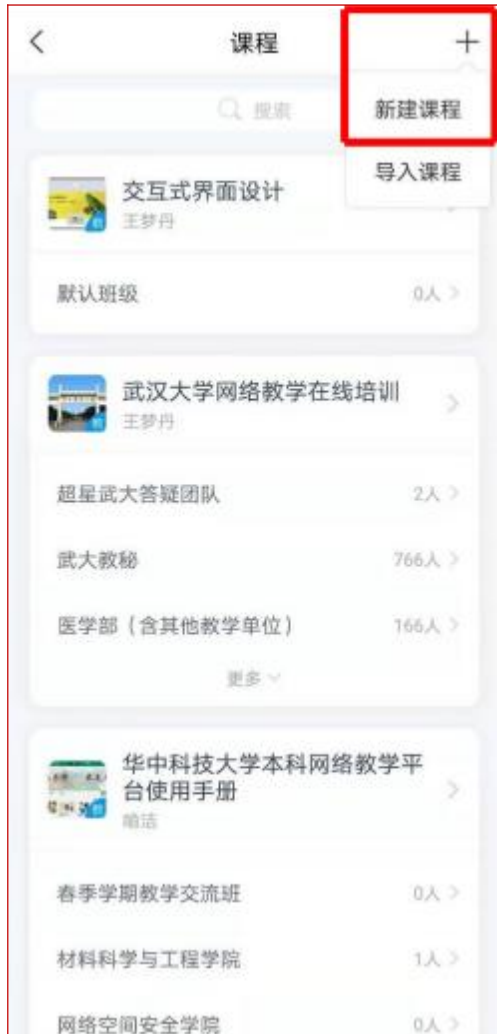 课程
搜索
新建课程
导入课程
交互式界面设计
王梦丹
默认班级 0人
武汉大学网络教学在线培训
王梦丹
超星武大答疑团队 2人
武大教秘 766人
医学部（含其他教学单位） 166人
更多
华中科技大学本科网络教学平
台使用手册
喻洁
春季学期教学交流班 0人
材料科学与工程学院 1人
网络空间安全学院 0人